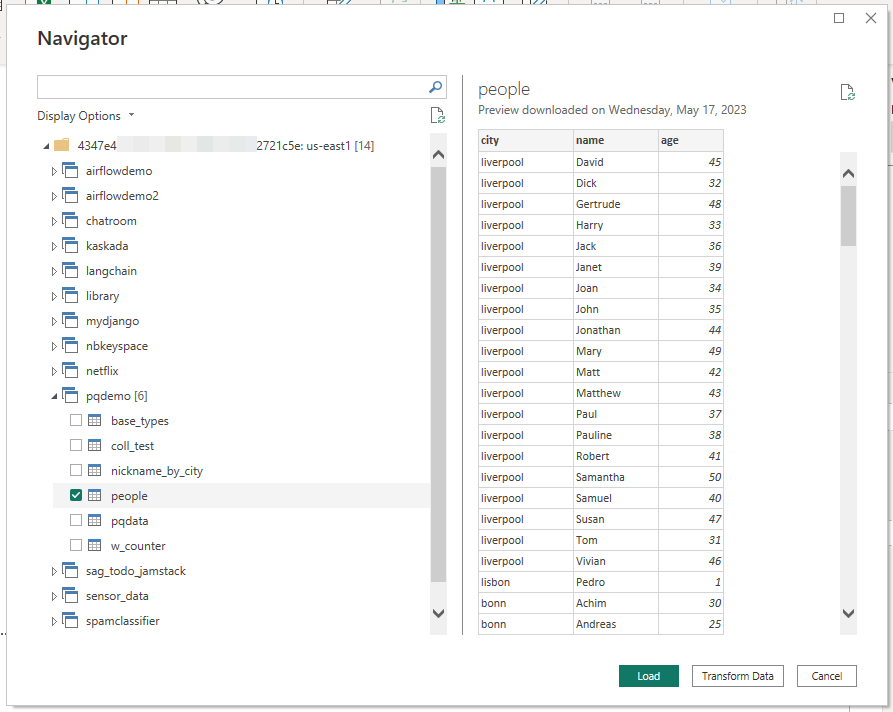 Navigator
Display Options
4347e4 2721c5e: us-east1 [14]
airflowdemo
airflowdemo2
chatroom
kaskada
langchain
library
mydjango
nbkeyspace
netflix
pqdemo [6]
base_types
coll_test
nickname_by_city
people
pqdata
w_counter
sag_todo_jamstack
sensor_data
spamclassifier
people
Preview downloaded on Wednesday, May 17, 2023
city name age
liverpool David 45
liverpool Dick 32
liverpool Gertrude 48
liverpool Harry 33
liverpool Jack 36
liverpool Janet 39
liverpool Joan 34
liverpool John 35
liverpool Jonathan 44
liverpool Mary 49
liverpool Matt 42
liverpool Matthew 43
liverpool Paul 37
liverpool Pauline 38
liverpool Robert 41
liverpool Samantha 50
liverpool Samuel 40
liverpool Susan 47
liverpool Tom 31
liverpool Vivian 46
lisbon Pedro 1
bonn Achim 30
bonn Andreas 25
Load Transform Data Cancel